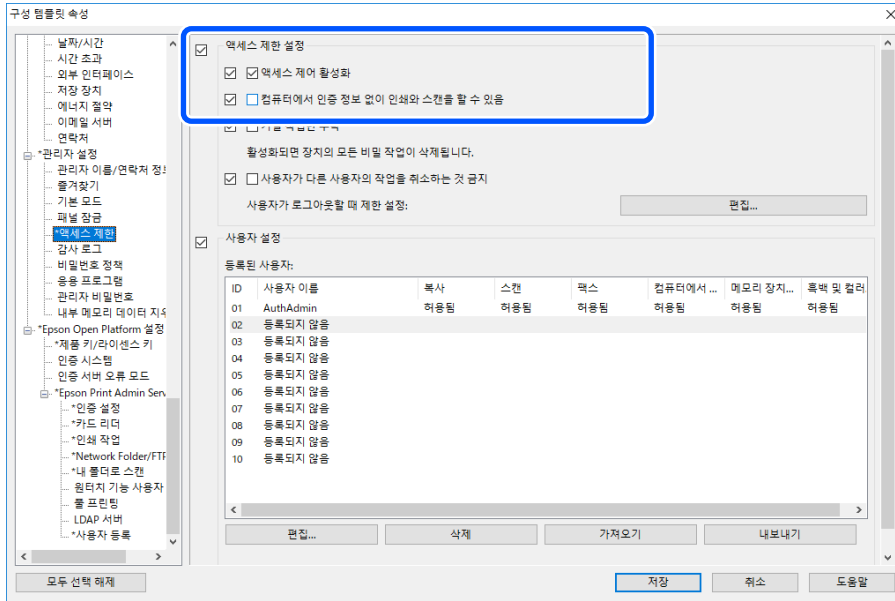 구성 템플릿 속성
날짜/시간
시간 초과
외부 인터페이스
저장 장치
에너지 절약
이메일 서버
연락처
*관리자 설정
관리자 이름/연락처
즐겨찾기
기본 모드
패널 잠금
*액세스 제한
감사 로그
비밀번호 정책
응용 프로그램
관리자 비밀번호
내부 메모리 데이터
*Epson Open Platform 설정
*제품 키/라이센스 키
인증 시스템
인증 서버 오류 모드
*Epson Print Admin Serv
*인증 설정
*카드 리더
*인쇄 작업
*Network Folder/FTP
*내 폴더로 스캔
원터치 기능 사용자
풀 프린팅
LDAP 서버
*사용자 등록
모두 선택 해제
액세스 제한 설정
액세스 제어 활성화
컴퓨터에서 인증 정보 없이 인쇄와 스캔을 할 수 있음
활성화되면 장치의 모든 비밀 작업이 삭제됩니다.
사용자가 다른 사용자의 작업을 취소하는 것 금지
사용자가 로그아웃할 때 제한 설정: 편집...
사용자 설정
등록된 사용자:
ID 사용자 이름 복사 스캔 팩스 컴퓨터에서 ... 메모리 장치... 흑백 및 컬러
01 AuthAdmin 허용됨 허용됨 허용됨 허용됨 허용됨 허용됨
02 등록되지 않음
03 등록되지 않음
04 등록되지 않음
05 등록되지 않음
06 등록되지 않음
07 등록되지 않음
08 등록되지 않음
09 등록되지 않음
10 등록되지 않음
편집... 삭제 가져오기 내보내기
저장 취소 도움말